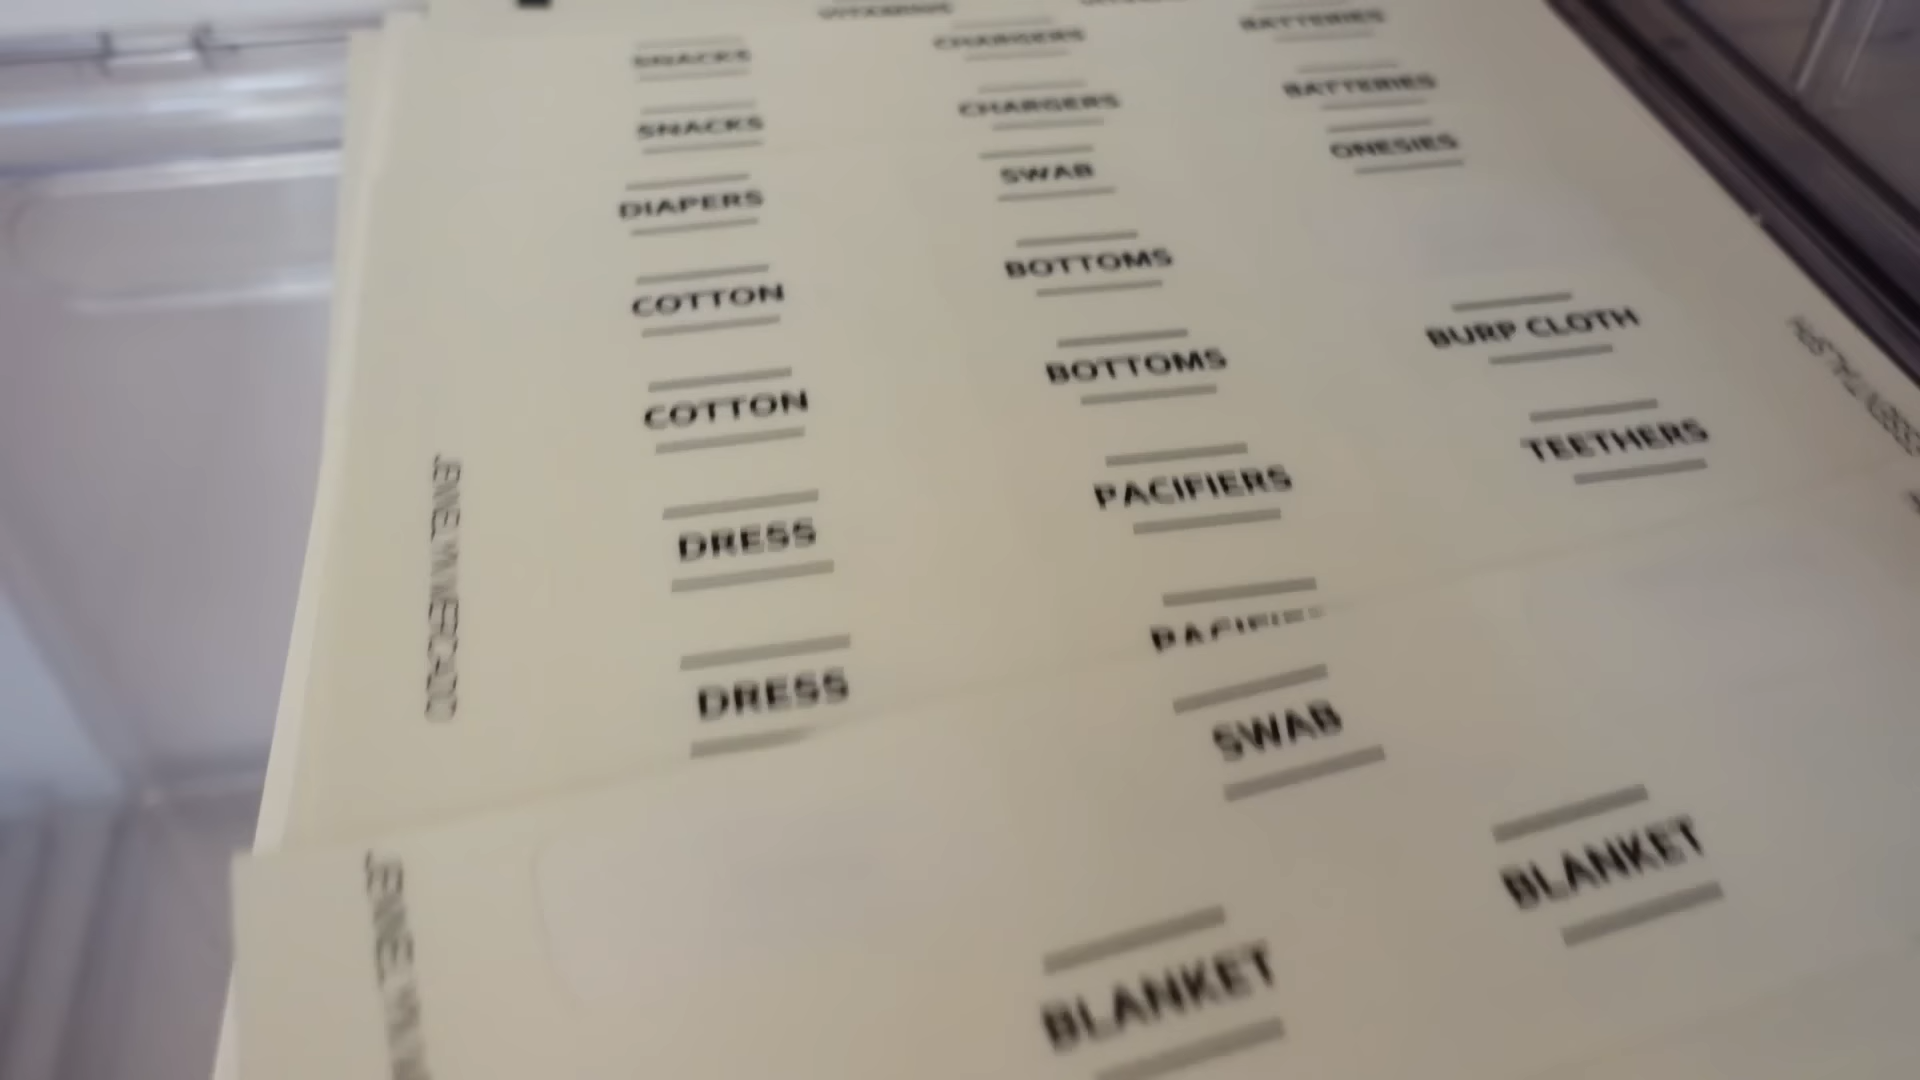 SNACKS
CHARGERS
BATTERIES
SNACKS
CHARGERS
BATTERIES
DIAPERS
SWAB
ONESIES
COTTON
BOTTOMS
BURP CLOTH
COTTON
BOTTOMS
TEETHERS
DRESS
PACIFIERS
DRESS
SWAB
BLANKET
BLANKET